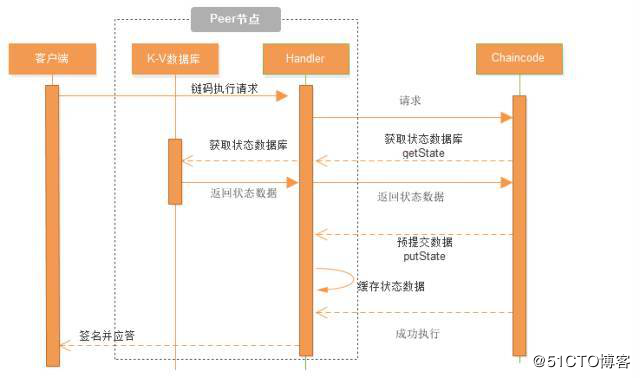 Peer节点
客户端
K-V数据库
Handler
Chaincode
链码执行请求
请求
获取状态数据库
获取状态数据库
getState
返回状态数据
返回状态数据
预提交数据
putState
缓存状态数据
成功执行
签名并应答
@51CTO博客